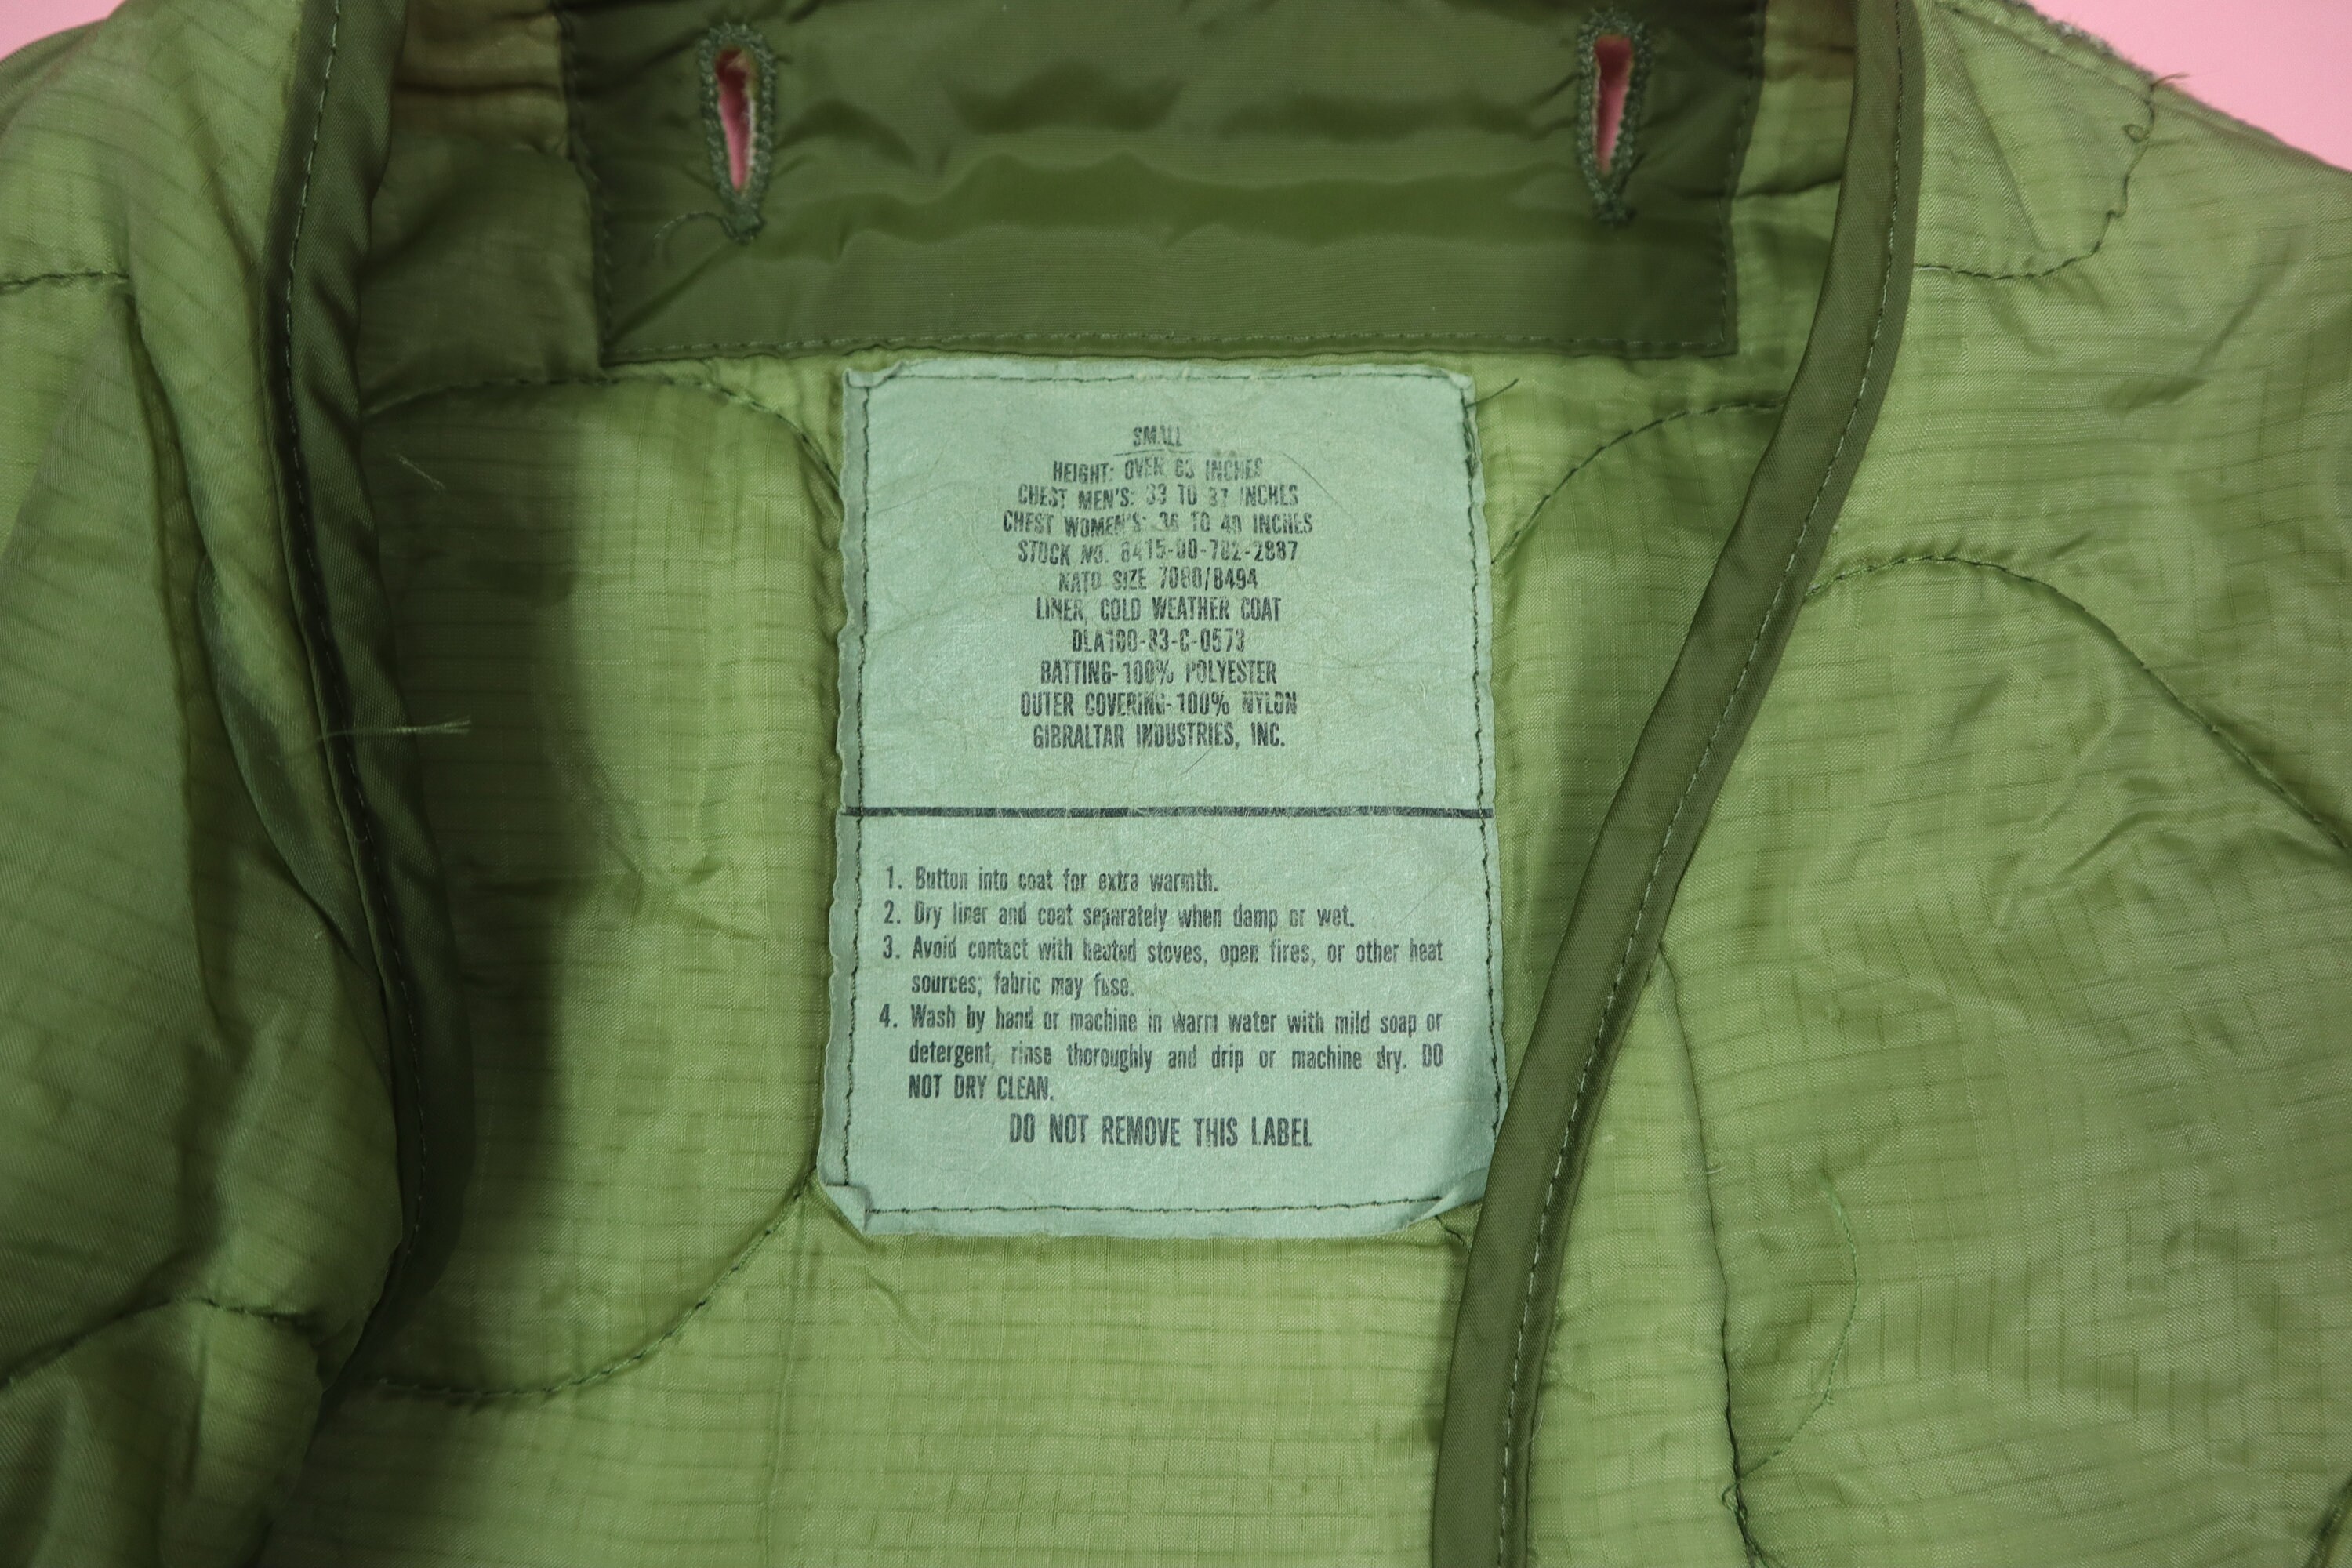 SMALL
HEIGHT: OVER 63 INCHES
CHEST MEN'S: 33 TO 37 INCHES
CHEST WOMEN'S: 36 TO 40 INCHES
STOCK NO. 8415-00-782-2887
NATO SIZE 7080/8494
LINER, COLD WEATHER COAT
DLA100-83-C-0573
BATTING-100% POLYESTER
OUTER COVERING-100% NYLON
GIBRALTAR INDUSTRIES, INC.
1. Button into coat for extra warmth.
2. Dry liner and coat separately when damp or wet.
3. Avoid contact with heated stoves, open fires, or other heat
sources; fabric may fuse.
4. Wash by hand or machine in warm water with mild soap or
detergent, rinse thoroughly and drip or machine dry. DO
NOT DRY CLEAN.
DO NOT REMOVE THIS LABEL